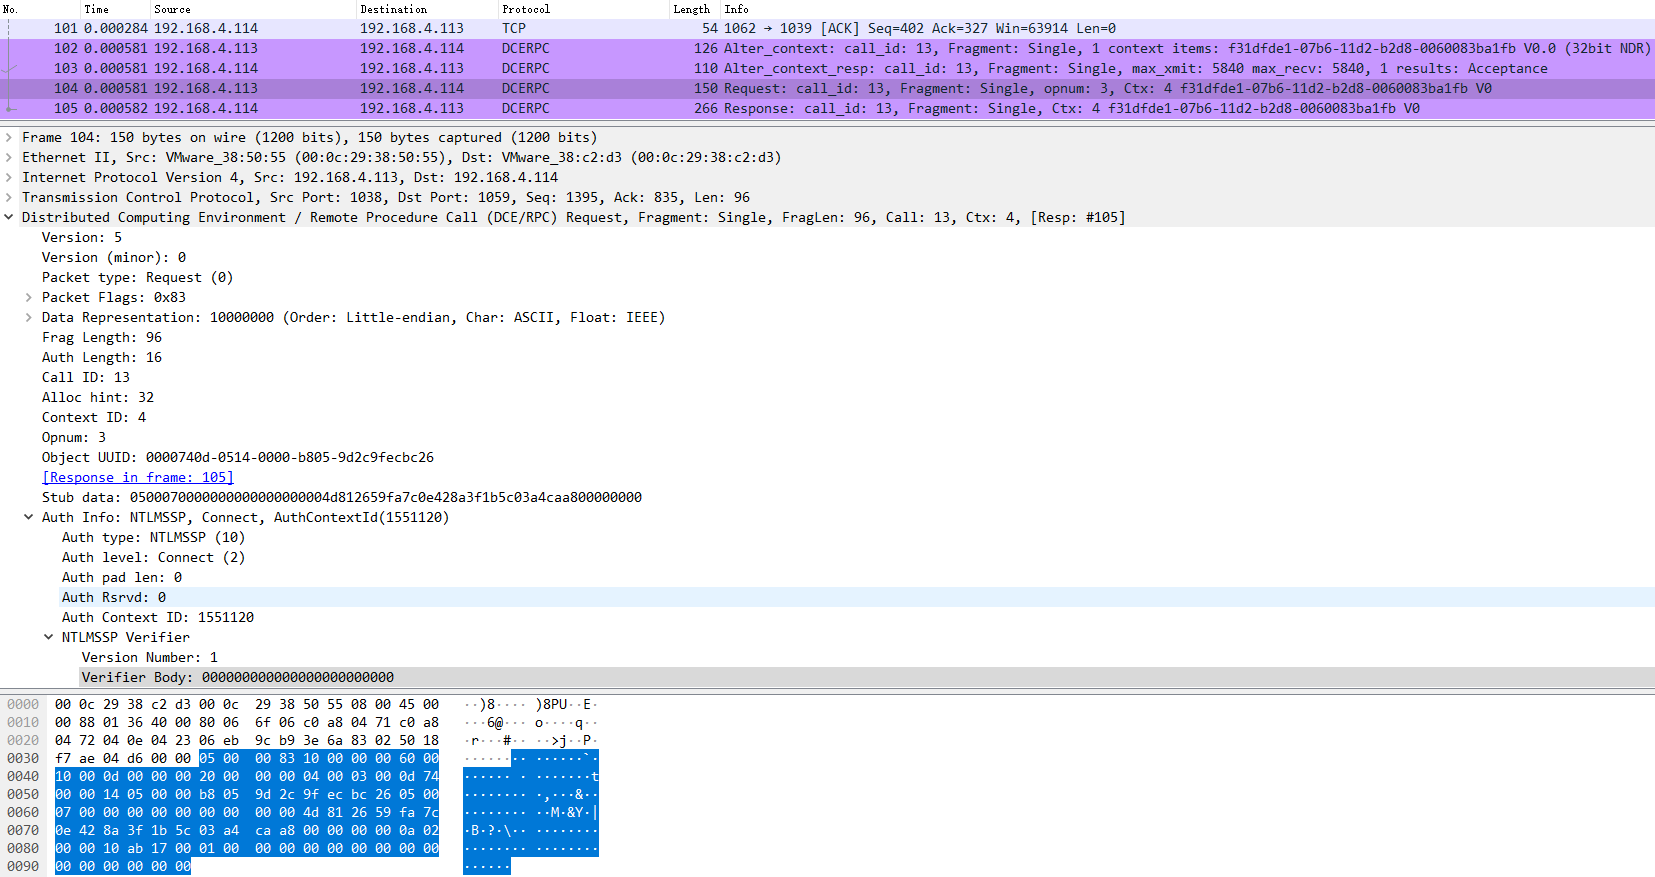 No. Time Source Destination Protocol Length Info
101 0.000284 192.168.4.114 192.168.4.113 TCP 54 1062 → 1039 [ACK] Seq=402 Ack=327 Win=63914 Len=0
102 0.000581 192.168.4.113 192.168.4.114 DCERPC 126 Alter_context: call_id: 13, Fragment: Single, 1 context items: f31dfde1-07b6-11d2-b2d8-0060083ba1fb V0.0 (32bit NDR)
103 0.000581 192.168.4.114 192.168.4.113 DCERPC 110 Alter_context_resp: call_id: 13, Fragment: Single, max_xmit: 5840 max_recv: 5840, 1 results: Acceptance
104 0.000581 192.168.4.113 192.168.4.114 DCERPC 150 Request: call_id: 13, Fragment: Single, opnum: 3, Ctx: 4 f31dfde1-07b6-11d2-b2d8-0060083ba1fb V0
105 0.000582 192.168.4.114 192.168.4.113 DCERPC 266 Response: call_id: 13, Fragment: Single, Ctx: 4 f31dfde1-07b6-11d2-b2d8-0060083ba1fb V0
Frame 104: 150 bytes on wire (1200 bits), 150 bytes captured (1200 bits)
Ethernet II, Src: VMware_38:50:55 (00:0c:29:38:50:55), Dst: VMware_38:c2:d3 (00:0c:29:38:c2:d3)
Internet Protocol Version 4, Src: 192.168.4.113, Dst: 192.168.4.114
Transmission Control Protocol, Src Port: 1038, Dst Port: 1059, Seq: 1395, Ack: 835, Len: 96
Distributed Computing Environment / Remote Procedure Call (DCE/RPC) Request, Fragment: Single, FragLen: 96, Call: 13, Ctx: 4, [Resp: #105]
Version: 5
Version (minor): 0
Packet type: Request (0)
Packet Flags: 0x83
Data Representation: 10000000 (Order: Little-endian, Char: ASCII, Float: IEEE)
Frag Length: 96
Auth Length: 16
Call ID: 13
Alloc hint: 32
Context ID: 4
Opnum: 3
Object UUID: 0000740d-0514-0000-b805-9d2c9fecbc26
[Response in frame: 105]
Stub data: 0500070000000000000000004d812659fa7c0e428a3f1b5c03a4caa800000000
Auth Info: NTLMSSP, Connect, AuthContextId(1551120)
Auth type: NTLMSSP (10)
Auth level: Connect (2)
Auth pad len: 0
Auth Rsrvd: 0
Auth Context ID: 1551120
NTLMSSP Verifier
Version Number: 1
Verifier Body: 000000000000000000000000
0000 00 0c 29 38 c2 d3 00 0c 29 38 50 55 08 00 45 00 ··)8···· )8PU··E·
0010 00 88 01 36 40 00 80 06 6f 06 c0 a8 04 71 c0 a8 ···6@··· o····q··
0020 04 72 04 0e 04 23 06 eb 9c b9 3e 6a 83 02 50 18 ·r···#·· ··>j··P·
0030 f7 ae 04 d6 00 00 05 00 00 83 10 00 00 00 60 00 ········ ······`·
0040 10 00 0d 00 00 00 20 00 00 00 04 00 03 00 0d 74 ······ · ·······t
0050 00 00 14 05 00 00 b8 05 9d 2c 9f ec bc 26 05 00 ········ ·,···&··
0060 07 00 00 00 00 00 00 00 00 00 4d 81 26 59 fa 7c ········ ··M·&Y·|
0070 0e 42 8a 3f 1b 5c 03 a4 ca a8 00 00 00 00 0a 02 ·B·?·\·· ········
0080 00 00 10 ab 17 00 01 00 00 00 00 00 00 00 00 00 ········ ········
0090 00 00 00 00 00 00 ······